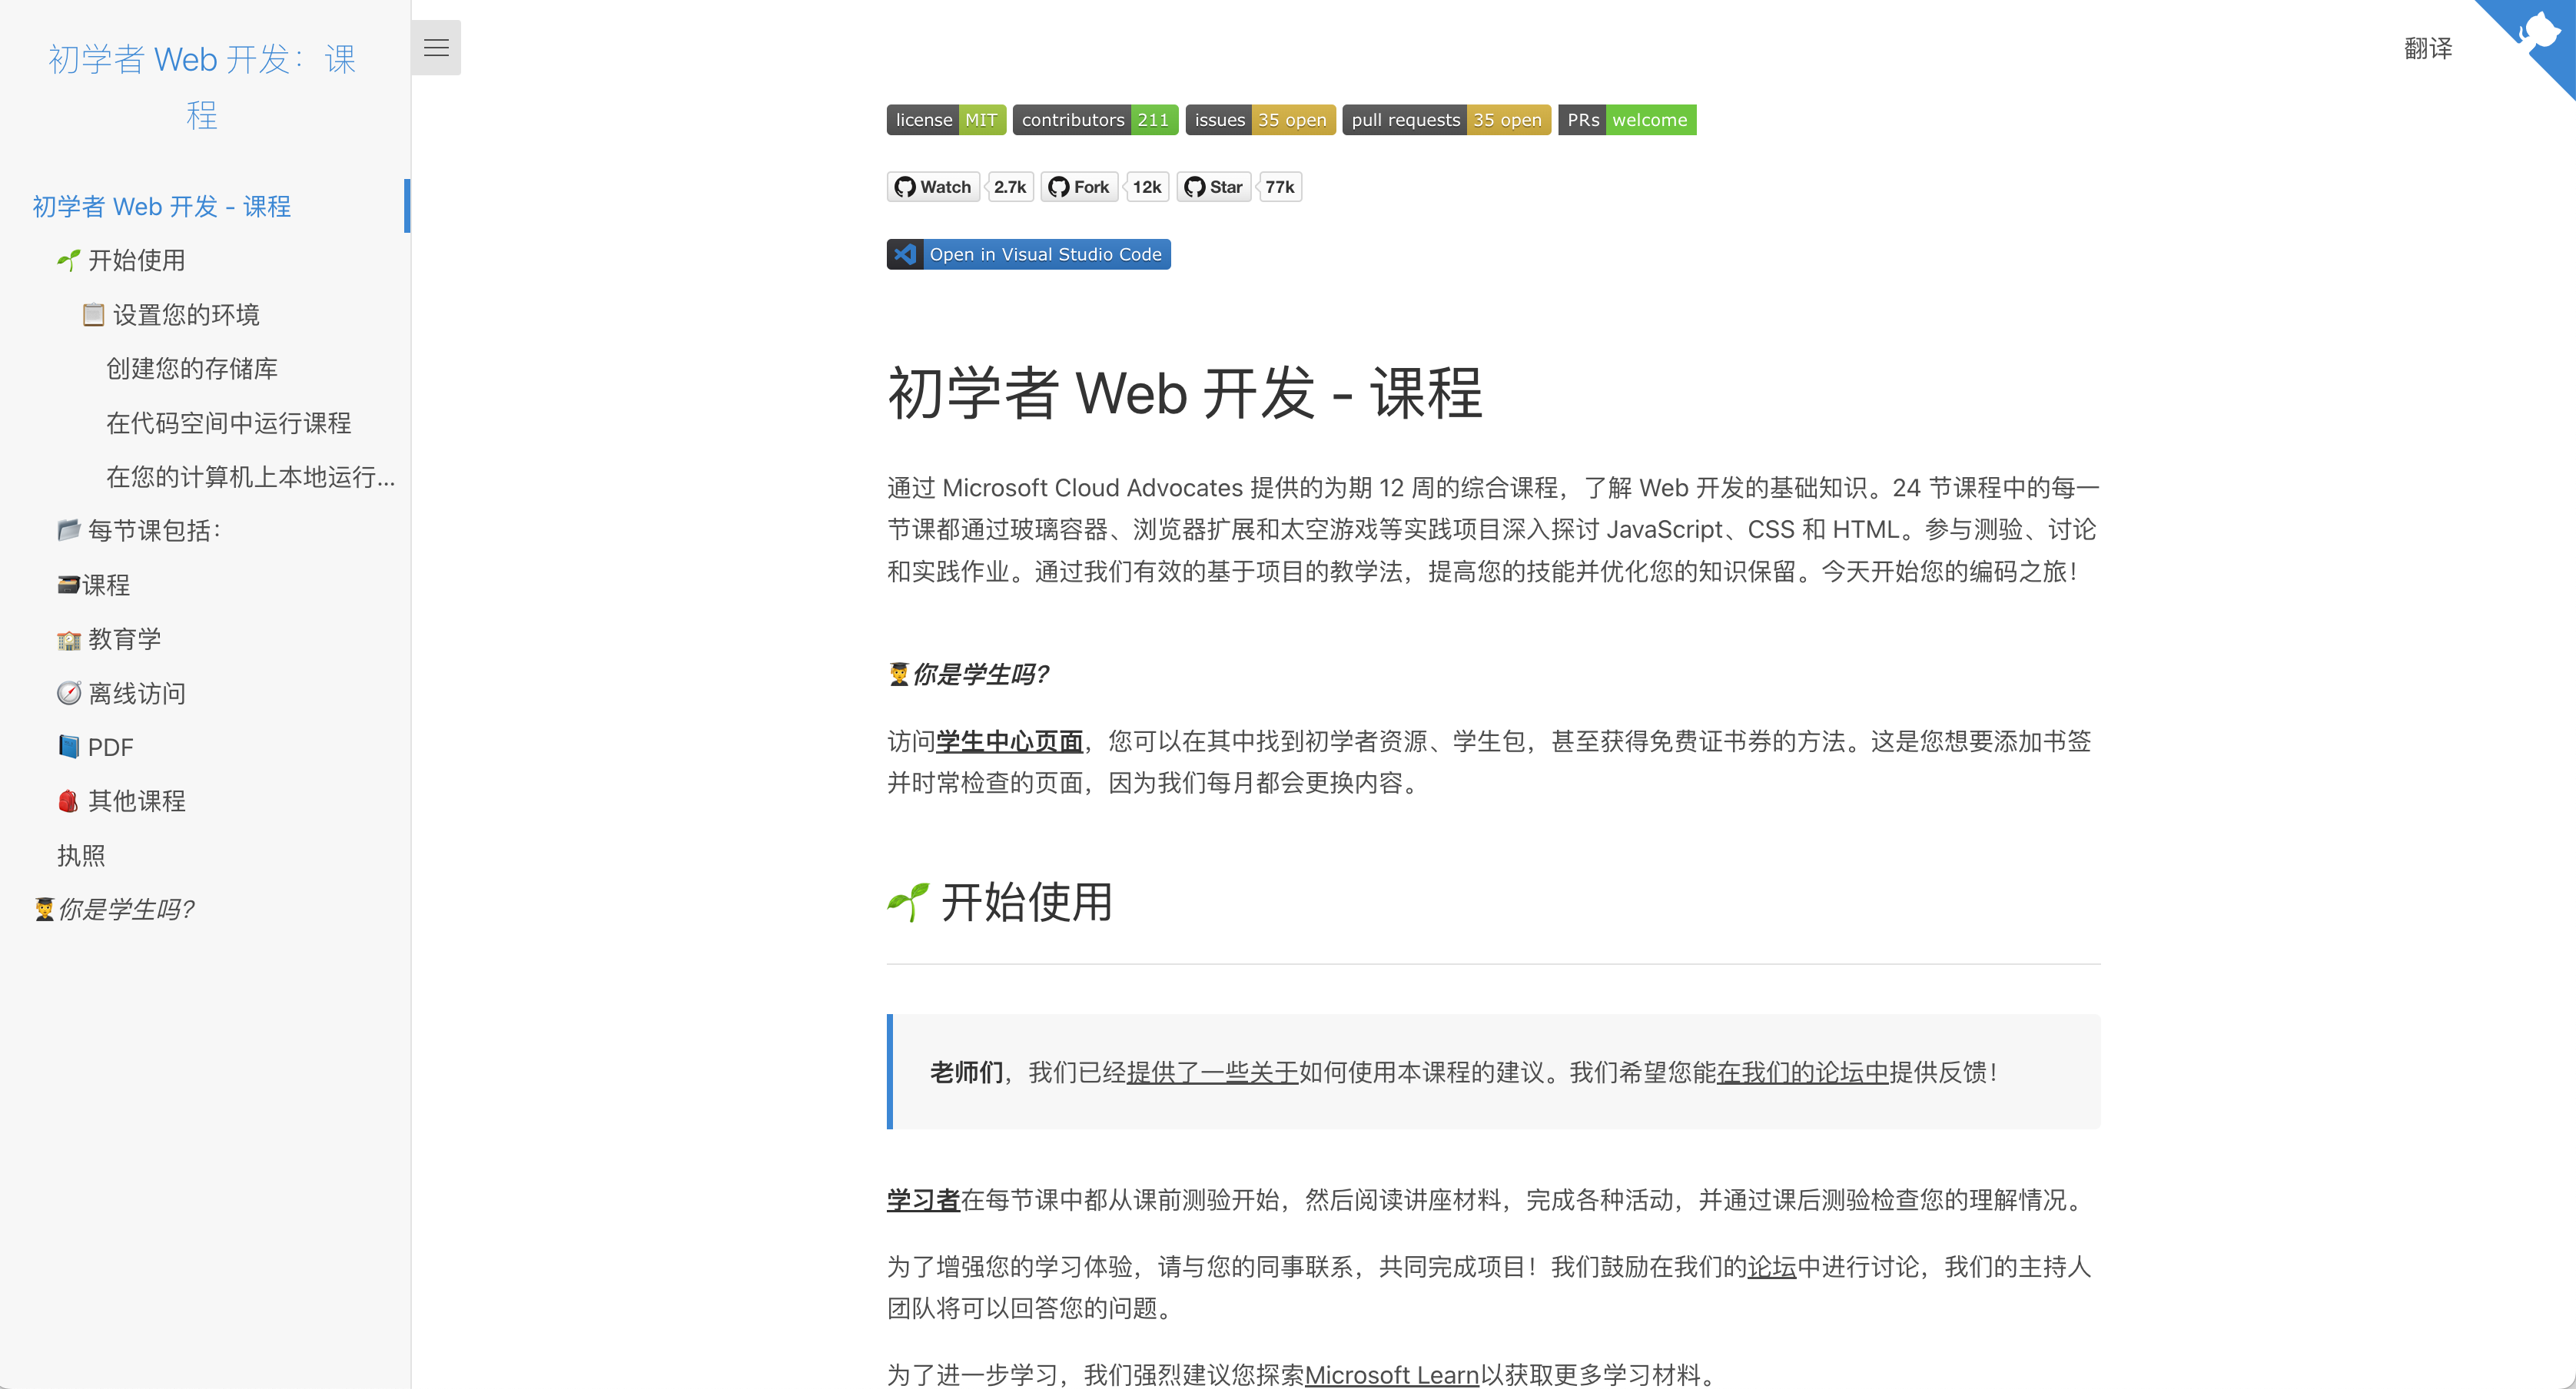 初学者 Web 开发：课
程
初学者 Web 开发 - 课程
🌱 开始使用
📋 设置您的环境
创建您的存储库
在代码空间中运行课程
在您的计算机上本地运行...
📂 每节课包括：
🗃️课程
🏫 教育学
🧭 离线访问
📘 PDF
🎒 其他课程
执照
🧑‍🎓你是学生吗？
翻译
license MIT contributors 211 issues 35 open pull requests 35 open PRs welcome
Watch 2.7k Fork 12k Star 77k
Open in Visual Studio Code
初学者 Web 开发 - 课程
通过 Microsoft Cloud Advocates 提供的为期 12 周的综合课程，了解 Web 开发的基础知识。24 节课程中的每一
节课都通过玻璃容器、浏览器扩展和太空游戏等实践项目深入探讨 JavaScript、CSS 和 HTML。参与测验、讨论
和实践作业。通过我们有效的基于项目的教学法，提高您的技能并优化您的知识保留。今天开始您的编码之旅！
🧑‍🎓你是学生吗？
访问学生中心页面，您可以在其中找到初学者资源、学生包，甚至获得免费证书券的方法。这是您想要添加书签
并时常检查的页面，因为我们每月都会更换内容。
🌱 开始使用
老师们，我们已经提供了一些关于如何使用本课程的建议。我们希望您能在我们的论坛中提供反馈！
学习者在每节课中都从课前测验开始，然后阅读讲座材料，完成各种活动，并通过课后测验检查您的理解情况。
为了增强您的学习体验，请与您的同事联系，共同完成项目！我们鼓励在我们的论坛中进行讨论，我们的主持人
团队将可以回答您的问题。
为了进一步学习，我们强烈建议您探索Microsoft Learn以获取更多学习材料。